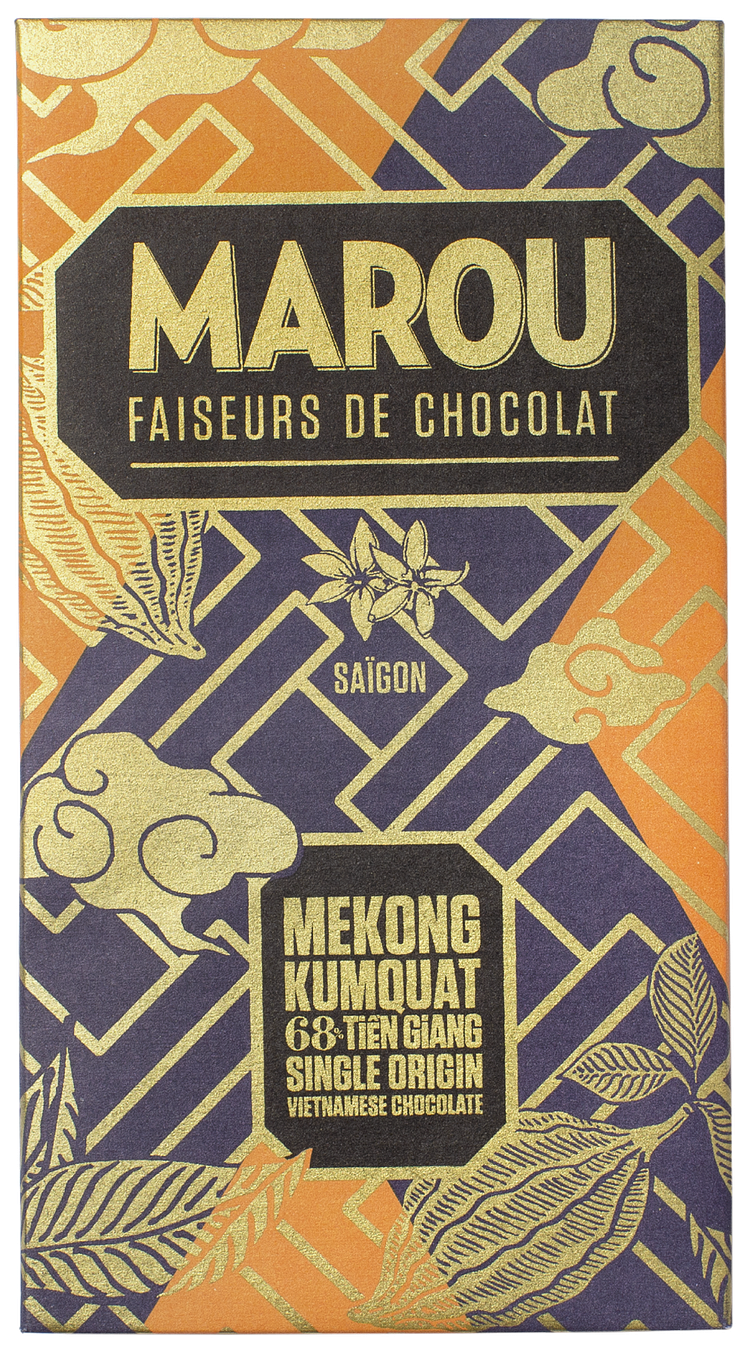 MAROU
FAISEURS DE CHOCOLAT
SAÏGON
MEKONG
KUMQUAT
68% TiỀN GiANG
SINGLE ORIGIN
VIETNAMESE CHOCOLATE